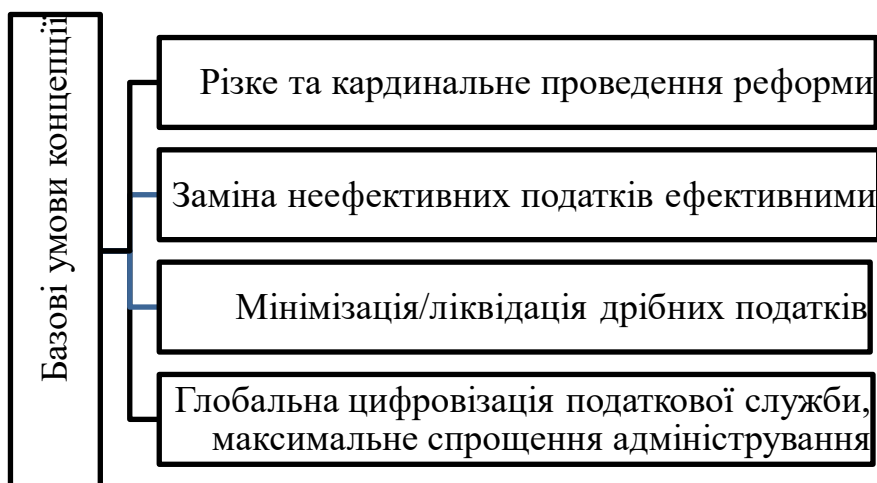 Базові умови концепції
Різке та кардинальне проведення реформи
Заміна неефективних податків ефективними
Мінімізація/ліквідація дрібних податків
Глобальна цифровізація податкової служби,
максимальне спрощення адміністрування